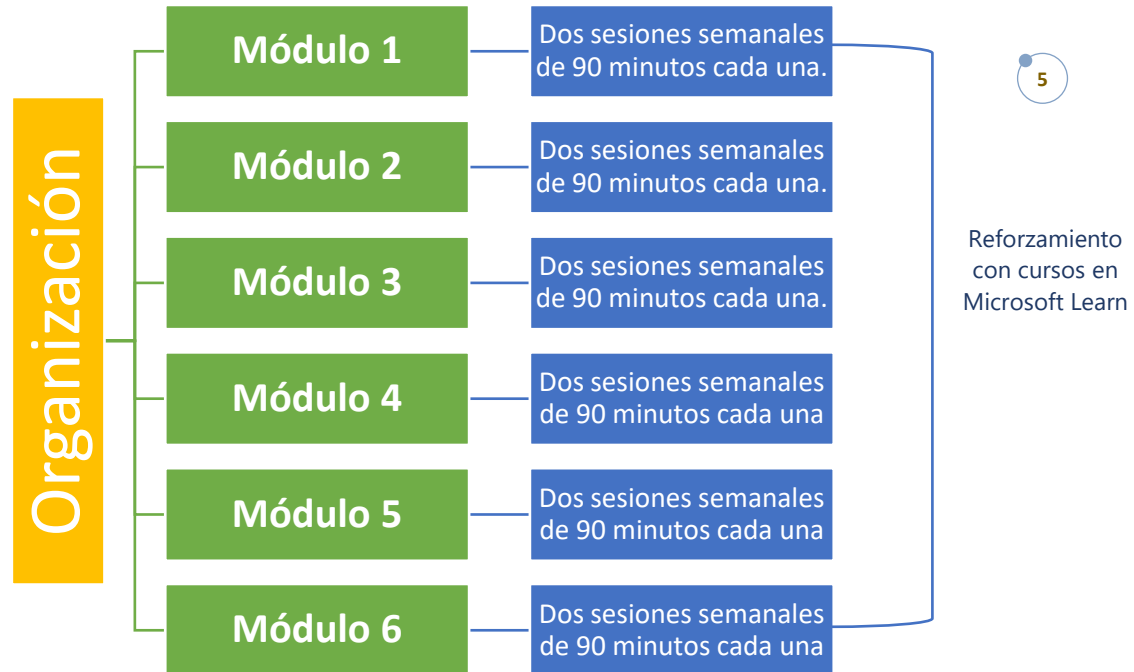 Organización
Módulo 1
Dos sesiones semanales
de 90 minutos cada una.
Módulo 2
Dos sesiones semanales
de 90 minutos cada una.
Módulo 3
Dos sesiones semanales
de 90 minutos cada una.
Módulo 4
Dos sesiones semanales
de 90 minutos cada una
Módulo 5
Dos sesiones semanales
de 90 minutos cada una
Módulo 6
Dos sesiones semanales
de 90 minutos cada una
5
Reforzamiento
con cursos en
Microsoft Learn